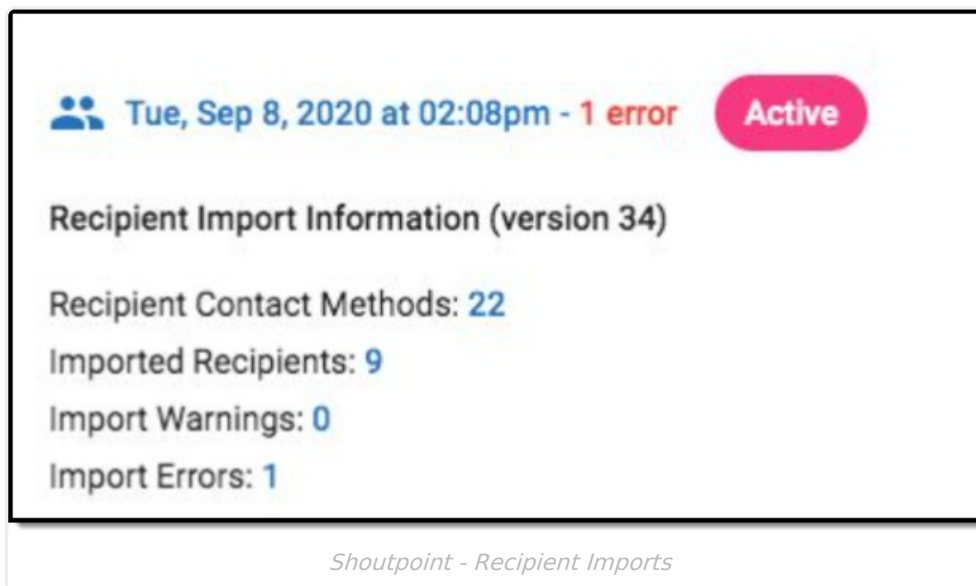 Tue, Sep 8, 2020 at 02:08pm - 1 error Active
Recipient Import Information (version 34)
Recipient Contact Methods: 22
Imported Recipients: 9
Import Warnings: 0
Import Errors: 1
Shoutpoint - Recipient Imports